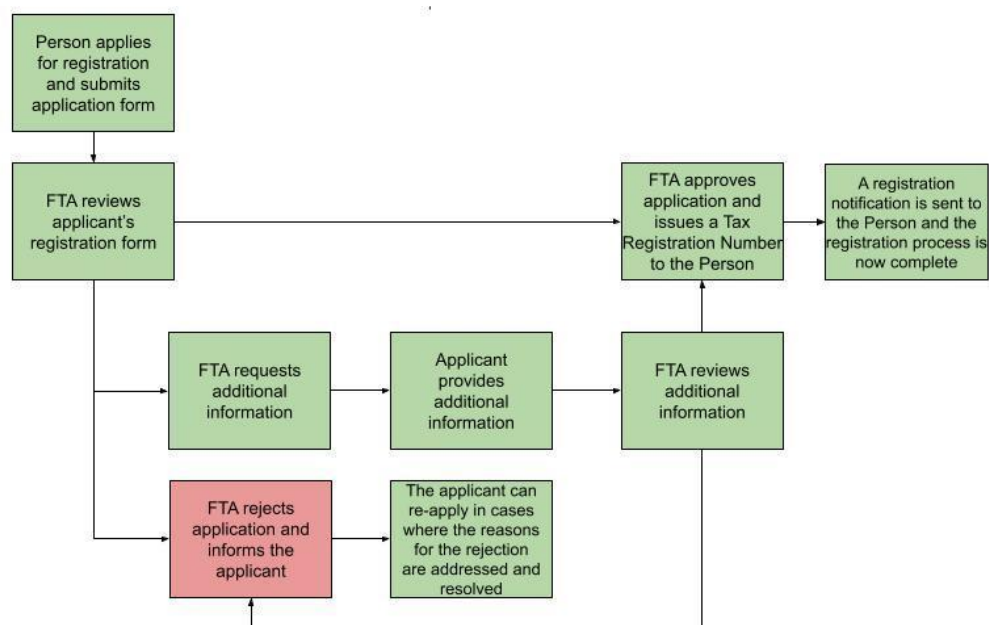 Person applies
for registration
and submits
application form
FTA reviews
applicant's
registration form
FTA approves
application and
issues a Tax
Registration Number
to the Person
A registration
notification is sent
to the Person and the
registration process is
now complete
FTA requests
additional
information
Applicant
provides
additional
information
FTA reviews
additional
information
FTA rejects
application and
informs the
applicant
The applicant can
re-apply in cases
where the reasons
for the rejection
are addressed and
resolved